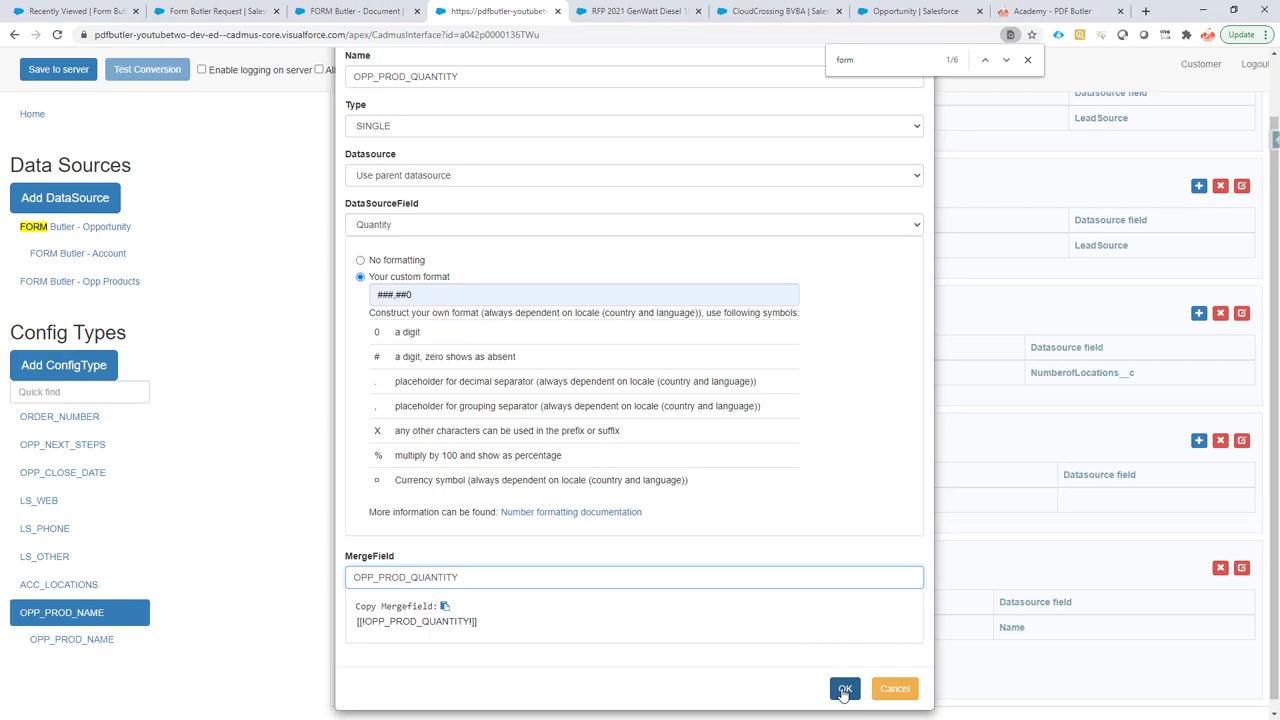 Recently Viewed | Form But
Form Butler Request | Sales
FORM Butler - Document |
https://pdfbutler-youtubetw
RFP 2021 GenWatt Diesel 1
CloudCrossing BVBA | Sales
Opportunity | Salesforce
Academy - PDF Butler
pdfbutler-youtubetwo-dev-ed--cadmus-core.visualforce.com/apex/CadmusInterface?id=a042p0000136TWu
Update
form
1/6
Save to server
Test Conversion
Enable logging on server
All
Customer
Logout
Home
Data Sources
Add DataSource
FORM Butler - Opportunity
FORM Butler - Account
FORM Butler - Opp Products
Config Types
Add ConfigType
Quick find
ORDER_NUMBER
OPP_NEXT_STEPS
OPP_CLOSE_DATE
LS_WEB
LS_PHONE
LS_OTHER
ACC_LOCATIONS
OPP_PROD_NAME
OPP_PROD_NAME
Name
OPP_PROD_QUANTITY
Type
SINGLE
Datasource
Use parent datasource
DataSourceField
Quantity
No formatting
Your custom format
###,##0
Construct your own format (always dependent on locale (country and language)), use following symbols:
0 a digit
# a digit, zero shows as absent
. placeholder for decimal separator (always dependent on locale (country and language))
, placeholder for grouping separator (always dependent on locale (country and language))
X any other characters can be used in the prefix or suffix
% multiply by 100 and show as percentage
¤ Currency symbol (always dependent on locale (country and language))
More information can be found: Number formatting documentation
MergeField
OPP_PROD_QUANTITY
Copy Mergefield:
[[!OPP_PROD_QUANTITY!]]
OK
Cancel
Datasource field
LeadSource
Datasource field
LeadSource
Datasource field
NumberofLocations__c
Datasource field
Datasource field
Name